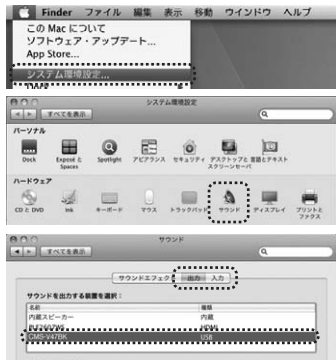 Finder ファイル 編集 表示 移動 ウインドウ ヘルプ
この Mac について
ソフトウェア・アップデート...
App Store...
システム環境設定...
Dock
システム環境設定
すべてを表示
パーソナル
Dock
Exposé と Spaces
Spotlight
アピアランス
セキュリティ
デスクトップと スクリーンセーバ
言語とテキスト
ハードウェア
CD と DVD
Ink
キーボード
マウス
トラックパッド
サウンド
ディスプレイ
プリントと ファクス
サウンド
すべてを表示
サウンドエフェクト 出力 入力
サウンドを出力する装置を選択：
名前 種類
内蔵スピーカー 内蔵
PLE2607WS HDMI
CMS-V47BK USB